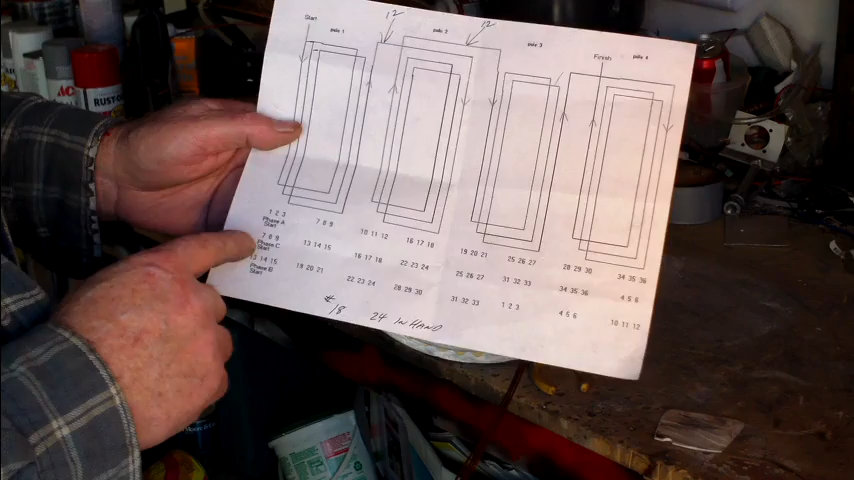 Start
pole 1
12
pole 2
12
pole 3
Finish
pole 4
1 2 3
Phase A
Start
7 8 9
10 11 12
16 17 18
19 20 21
25 26 27
28 29 30
34 35 36
7 8 9
Phase C
Start
13 14 15
16 17 18
22 23 24
25 26 27
31 32 33
34 35 36
4 5 6
13 14 15
Phase B
Start
19 20 21
22 23 24
28 29 30
31 32 33
1 2 3
4 5 6
10 11 12
#
18
24 IN HAND
RUST-
ACE